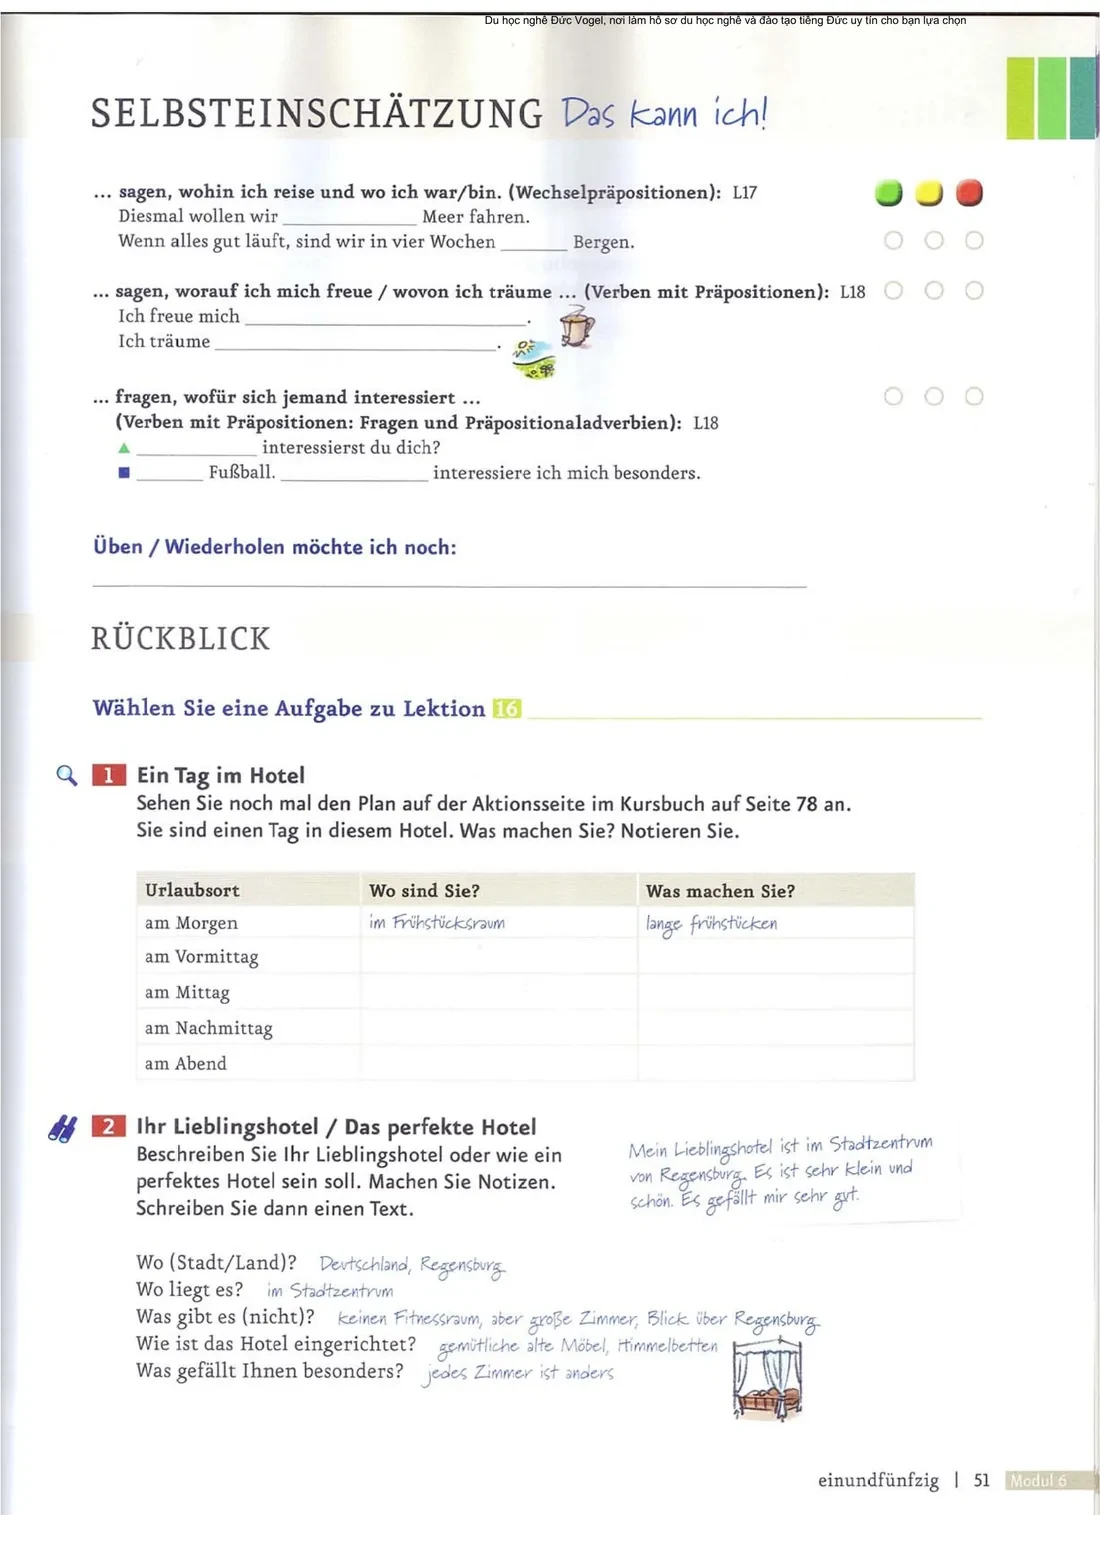 Du học nghề Đức Vogel, nơi làm hồ sơ du học nghề và đào tạo tiếng Đức uy tín cho bạn lựa chọn
SELBSTEINSCHÄTZUNG Das kann ich!
... sagen, wohin ich reise und wo ich war/bin. (Wechselpräpositionen): L17
Diesmal wollen wir ____________ Meer fahren.
Wenn alles gut läuft, sind wir in vier Wochen ______ Bergen.
... sagen, worauf ich mich freue / wovon ich träume ... (Verben mit Präpositionen): L18
Ich freue mich __________________________.
Ich träume __________________________.
... fragen, wofür sich jemand interessiert ...
(Verben mit Präpositionen: Fragen und Präpositionaladverbien): L18
▲ ___________ interessierst du dich?
■ ______ Fußball. _____________ interessiere ich mich besonders.
Üben / Wiederholen möchte ich noch:
RÜCKBLICK
Wählen Sie eine Aufgabe zu Lektion 16
1 Ein Tag im Hotel
Sehen Sie noch mal den Plan auf der Aktionsseite im Kursbuch auf Seite 78 an.
Sie sind einen Tag in diesem Hotel. Was machen Sie? Notieren Sie.
Urlaubsort Wo sind Sie? Was machen Sie?
am Morgen im Frühstücksraum lange frühstücken
am Vormittag
am Mittag
am Nachmittag
am Abend
2 Ihr Lieblingshotel / Das perfekte Hotel
Beschreiben Sie Ihr Lieblingshotel oder wie ein
perfektes Hotel sein soll. Machen Sie Notizen.
Schreiben Sie dann einen Text.
Mein Lieblingshotel ist im Stadtzentrum
von Regensburg. Es ist sehr klein und
schön. Es gefällt mir sehr gut.
Wo (Stadt/Land)? Deutschland, Regensburg
Wo liegt es? im Stadtzentrum
Was gibt es (nicht)? keinen Fitnessraum, aber große Zimmer, Blick über Regensburg
Wie ist das Hotel eingerichtet? gemütliche alte Möbel, Himmelbetten
Was gefällt Ihnen besonders? jedes Zimmer ist anders
einundfünfzig | 51 Modul 6